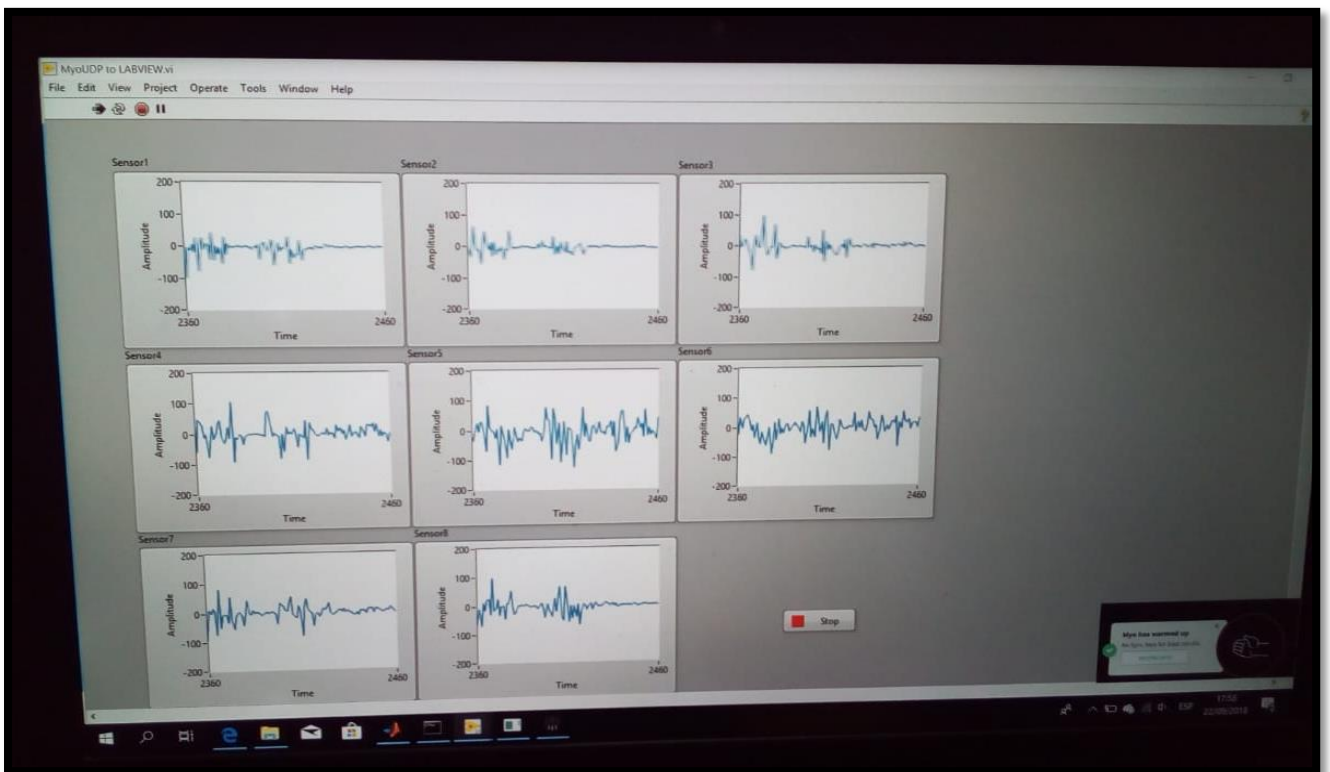 MyoUDP to LABVIEW.vi
File Edit View Project Operate Tools Window Help
Sensor1
Amplitude
200
100
0
-100
-200
2360
2460
Time
Sensor2
Amplitude
200
100
0
-100
-200
2360
2460
Time
Sensor3
Amplitude
200
100
0
-100
-200
2360
2460
Time
Sensor4
Amplitude
200
100
0
-100
-200
2360
2460
Time
Sensor5
Amplitude
200
100
0
-100
-200
2360
2460
Time
Sensor6
Amplitude
200
100
0
-100
-200
2360
2460
Time
Sensor7
Amplitude
200
100
0
-100
-200
2360
2460
Time
Sensor8
Amplitude
200
100
0
-100
-200
2360
2460
Time
Stop
Myo has warmed up
ESP
17:58
22/09/2018